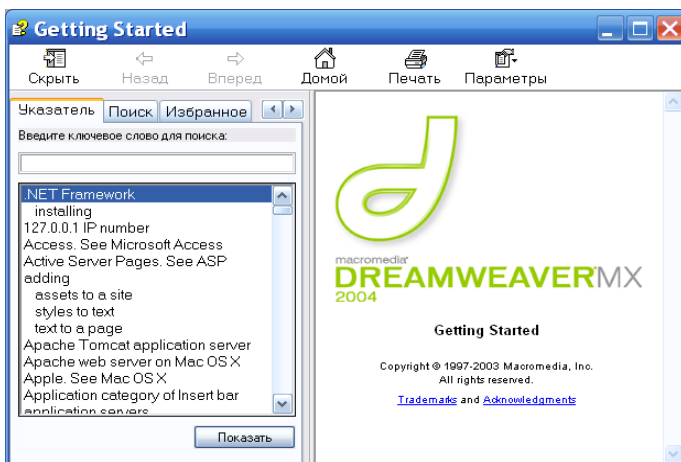 Getting Started
Скрыть Назад Вперед Домой Печать Параметры
Указатель Поиск Избранное
Введите ключевое слово для поиска:
.NET Framework
installing
127.0.0.1 IP number
Access. See Microsoft Access
Active Server Pages. See ASP
adding
assets to a site
styles to text
text to a page
Apache Tomcat application server
Apache web server on Mac OS X
Apple. See Mac OS X
Application category of Insert bar
application servers
Показать
macromedia®
DREAMWEAVER®MX
2004
Getting Started
Copyright © 1997-2003 Macromedia, Inc.
All rights reserved.
Trademarks and Acknowledgments